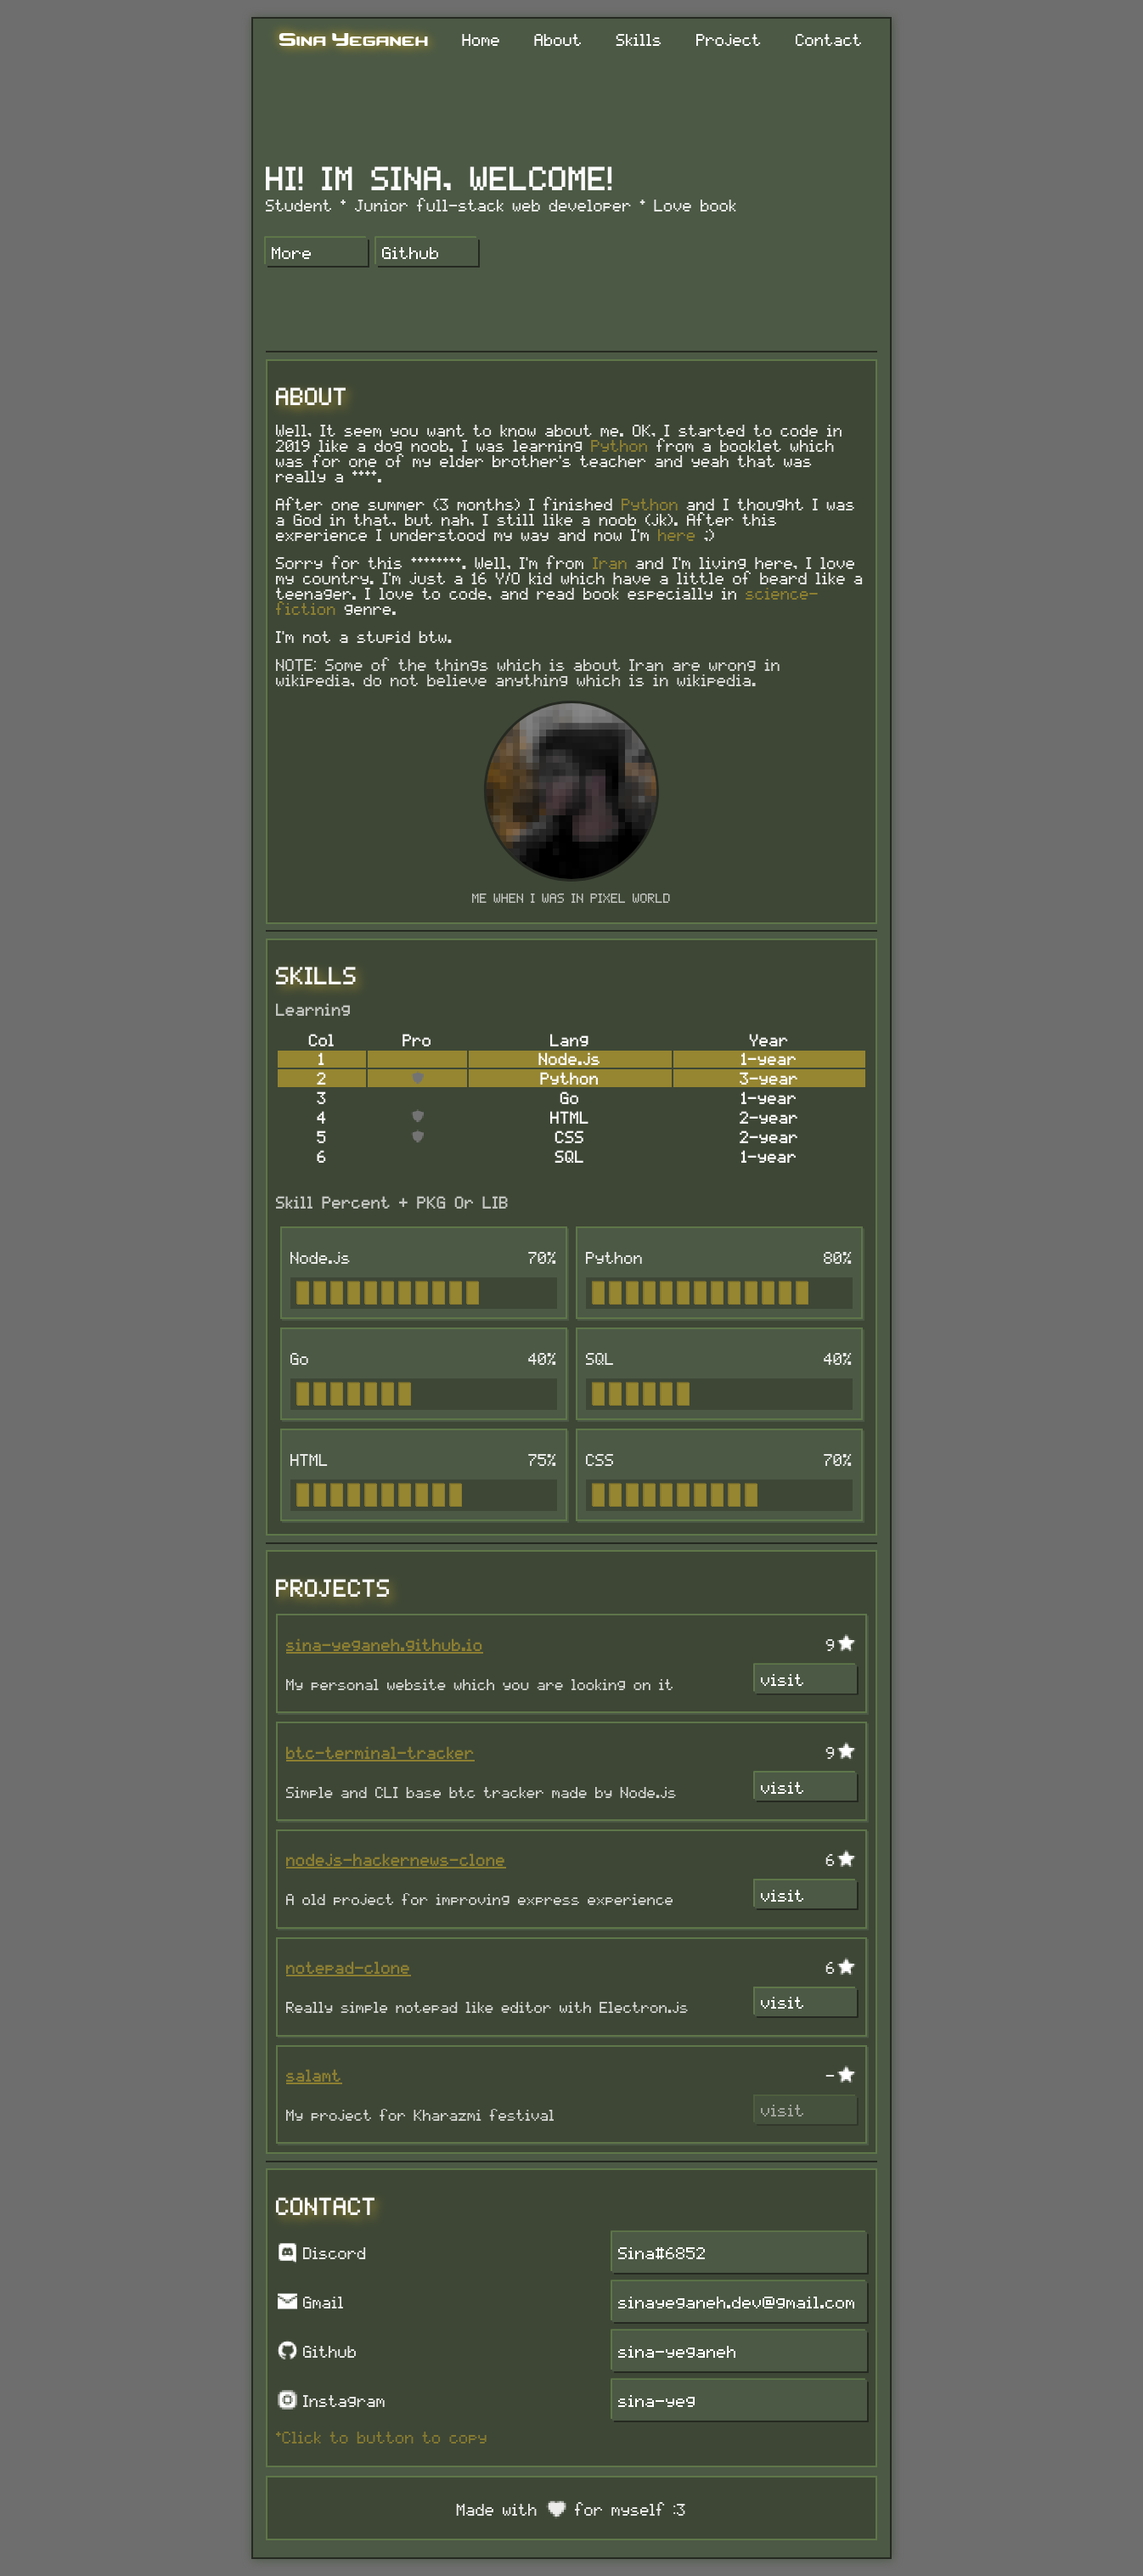 Sina Yeganeh Home About Skills Project Contact
HI! IM SINA, WELCOME!
Student * Junior full-stack web developer * Love book
More Github
ABOUT
Well, It seem you want to know about me. OK, I started to code in
2019 like a dog noob. I was learning Python from a booklet which
was for one of my elder brother's teacher and yeah that was
really a ****.
After one summer (3 months) I finished Python and I thought I was
a God in that, but nah, I still like a noob (jk). After this
experience I understood my way and now I'm here ;)
Sorry for this ********. Well, I'm from Iran and I'm living here, I love
my country. I'm just a 16 Y/O kid which have a little of beard like a
teenager. I love to code, and read book especially in science-
fiction genre.
I'm not a stupid btw.
NOTE: Some of the things which is about Iran are wrong in
wikipedia, do not believe anything which is in wikipedia.
ME WHEN I WAS IN PIXEL WORLD
SKILLS
Learning
Col Pro Lang Year
1 Node.js 1-year
2 Python 3-year
3 Go 1-year
4 HTML 2-year
5 CSS 2-year
6 SQL 1-year
Skill Percent + PKG Or LIB
Node.js 70% Python 80%
Go 40% SQL 40%
HTML 75% CSS 70%
PROJECTS
sina-yeganeh.github.io 9
My personal website which you are looking on it visit
btc-terminal-tracker 9
Simple and CLI base btc tracker made by Node.js visit
nodejs-hackernews-clone 6
A old project for improving express experience visit
notepad-clone 6
Really simple notepad like editor with Electron.js visit
salamt -
My project for Kharazmi festival visit
CONTACT
Discord Sina#6852
Gmail sinayeganeh.dev@gmail.com
Github sina-yeganeh
Instagram sina-yeg
*Click to button to copy
Made with for myself :3